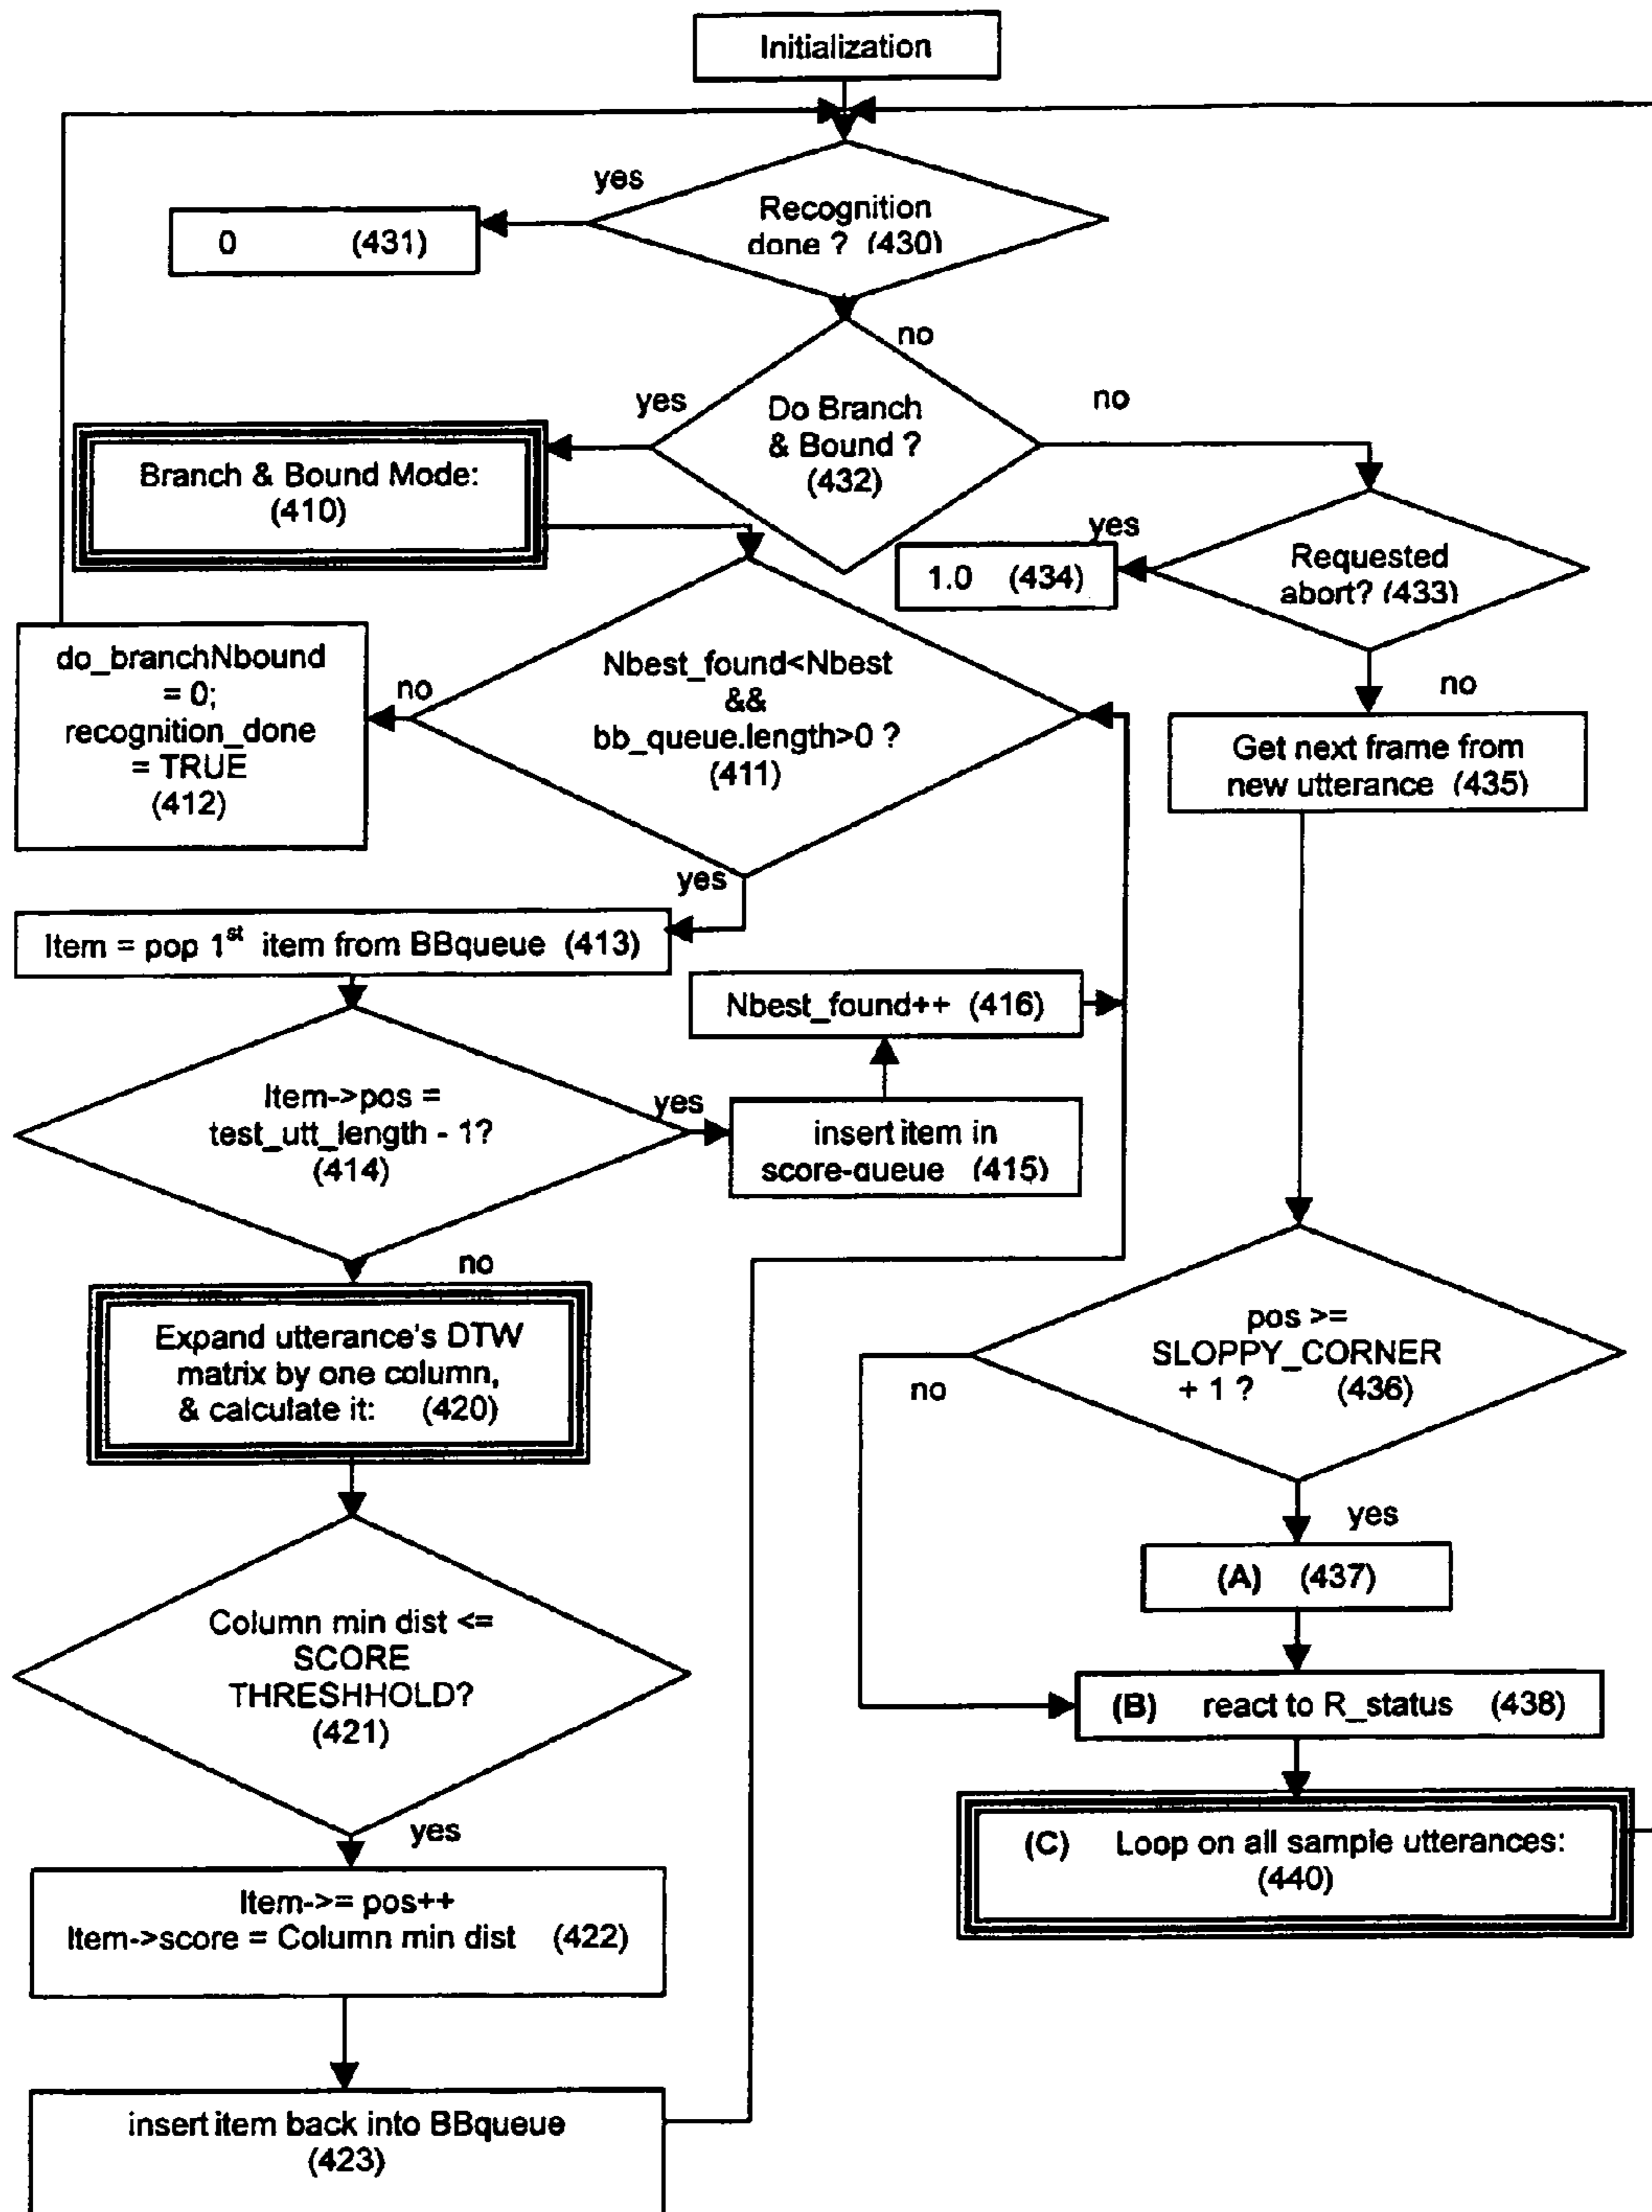 Initialization
yes
Recognition
done ? (430)
0 (431)
no
yes
Do Branch
& Bound ?
(432)
no
Branch & Bound Mode:
(410)
yes
Requested
abort? (433)
1.0 (434)
no
do_branchNbound
= 0;
recognition_done
= TRUE
(412)
no
Nbest_found<Nbest
&&
bb_queue.length>0 ?
(411)
Get next frame from
new utterance (435)
yes
Item = pop 1st item from BBqueue (413)
Nbest_found++ (416)
Item->pos =
test_utt_length - 1?
(414)
yes
insert item in
score-queue (415)
no
Expand utterance's DTW
matrix by one column,
& calculate it: (420)
pos >=
SLOPPY_CORNER
+ 1 ? (436)
no
yes
(A) (437)
Column min dist <=
SCORE
THRESHHOLD?
(421)
(B) react to R_status (438)
yes
(C) Loop on all sample utterances:
(440)
Item->= pos++
Item->score = Column min dist (422)
insert item back into BBqueue
(423)